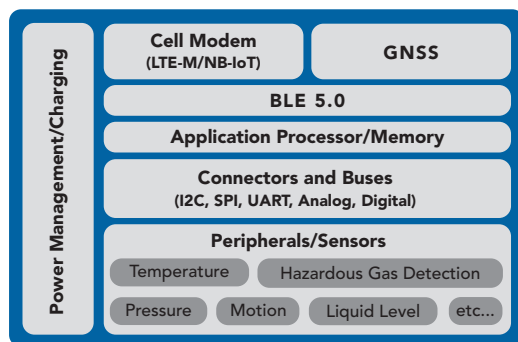 Power Management/Charging
Cell Modem
(LTE-M/NB-IoT)
GNSS
BLE 5.0
Application Processor/Memory
Connectors and Buses
(I2C, SPI, UART, Analog, Digital)
Peripherals/Sensors
Temperature
Hazardous Gas Detection
Pressure
Motion
Liquid Level
etc...